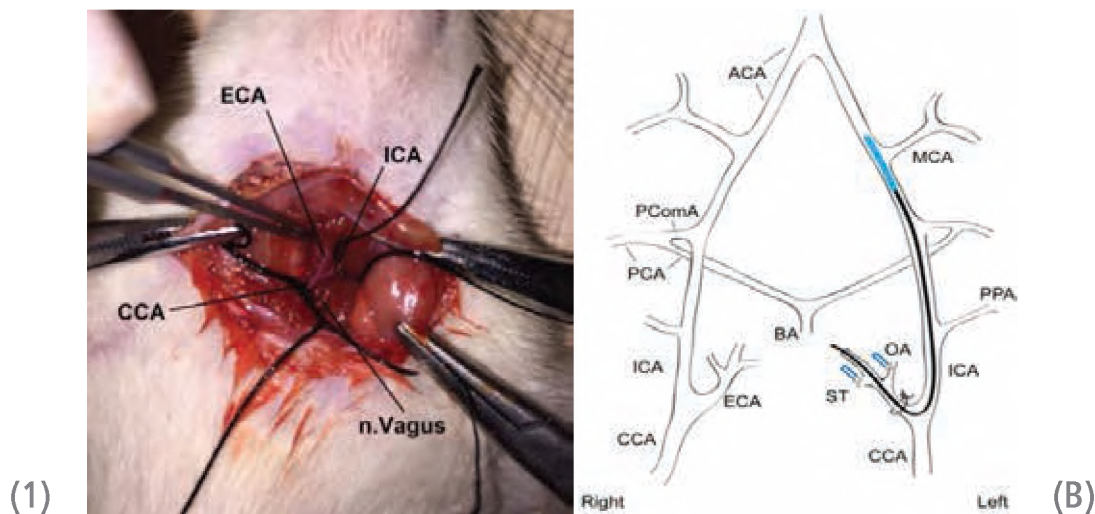 ECA
ICA
CCA
n.Vagus
(1)
ACA
MCA
PComA
PCA
PPA
BA
OA
ICA
ICA
ST
ECA
CCA
CCA
Right
Left
(B)